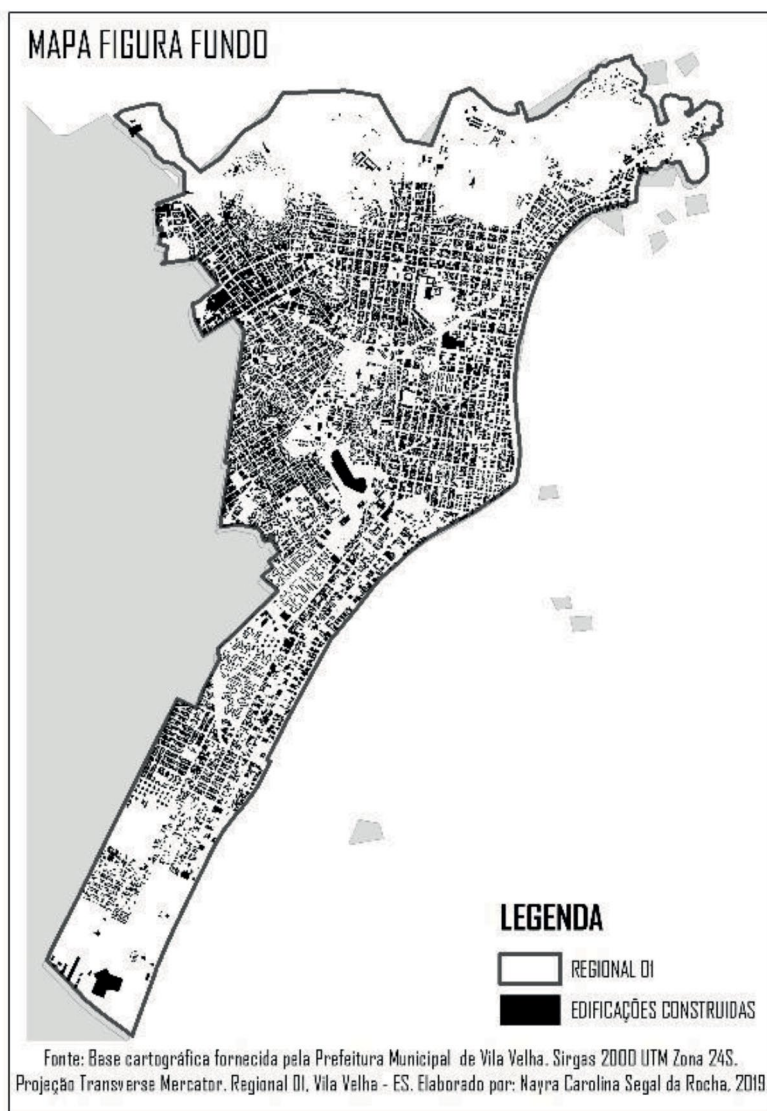 MAPA FIGURA FUNDO
LEGENDA
REGIONAL 01
EDIFICAÇÕES CONSTRUIDAS
Fonte: Base cartográfica fornecida pela Prefeitura Municipal de Vila Velha. Sirgas 2000 UTM Zona 24S.
Projeção Transverse Mercator. Regional 01, Vila Velha - ES. Elaborado por: Nayra Carolina Segal da Rocha, 2019